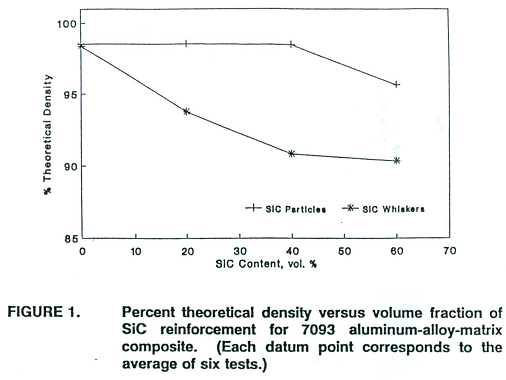 100
95
90
85
% Theoretical Density
SIC Particles
SIC Whiskers
0 10 20 30 40 50 60 70
SIC Content, vol. %
FIGURE 1. Percent theoretical density versus volume fraction of
SiC reinforcement for 7093 aluminum-alloy-matrix
composite. (Each datum point corresponds to the
average of six tests.)